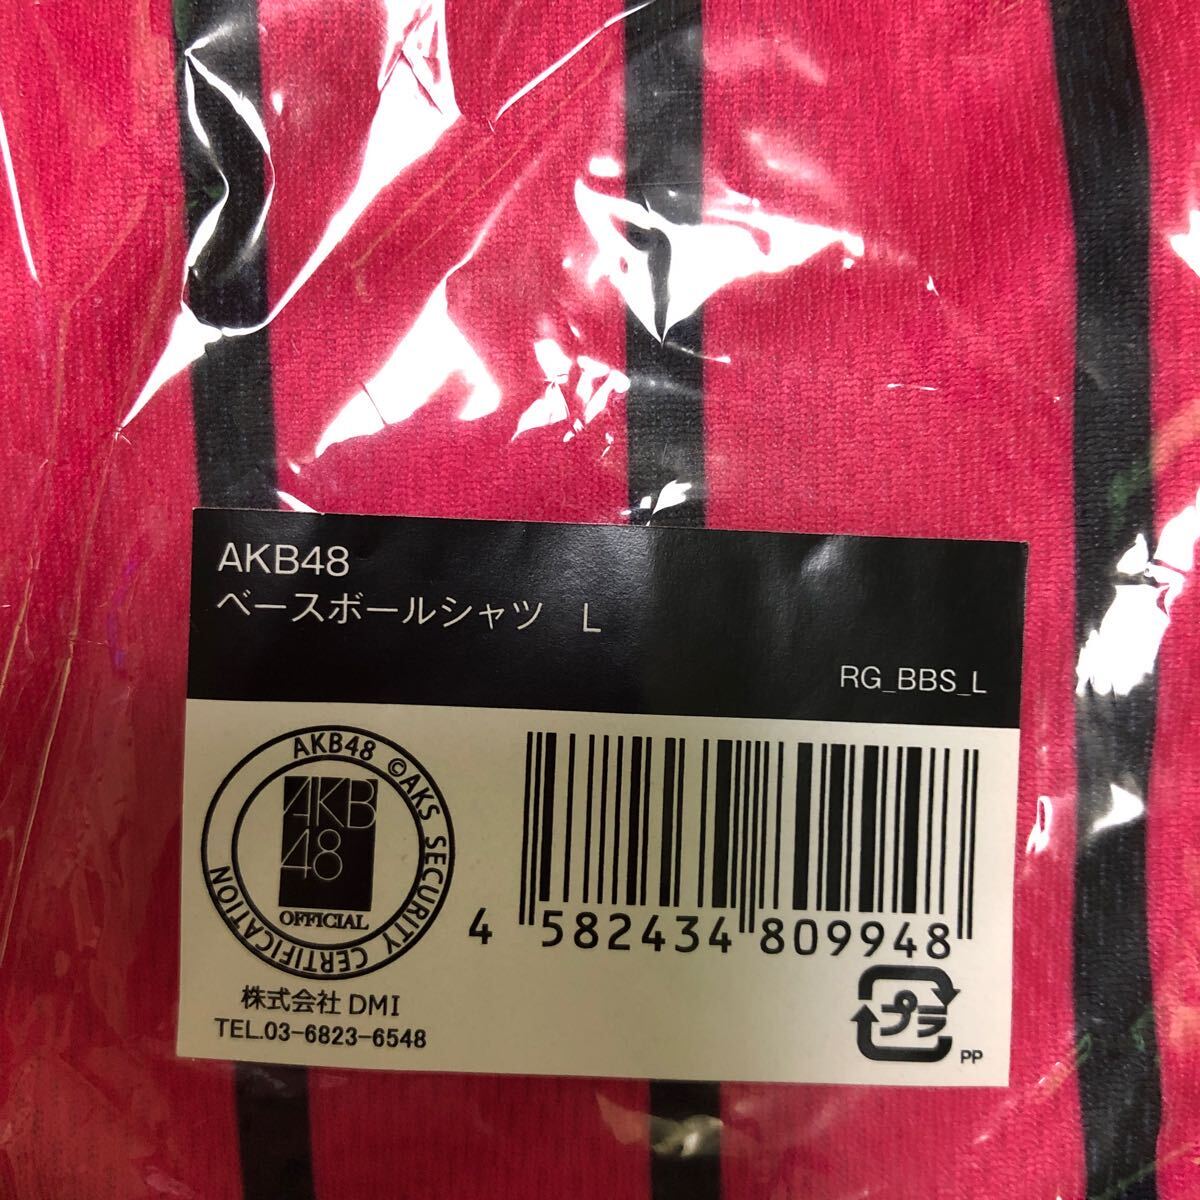 AKB48
ベースボールシャツ　L
RG_BBS_L
AKB48 ©AKS SECURITY CERTIFICATION
AKB
48
OFFICIAL
4 582434 809948
株式会社 DMI
TEL.03-6823-6548
プラ
PP